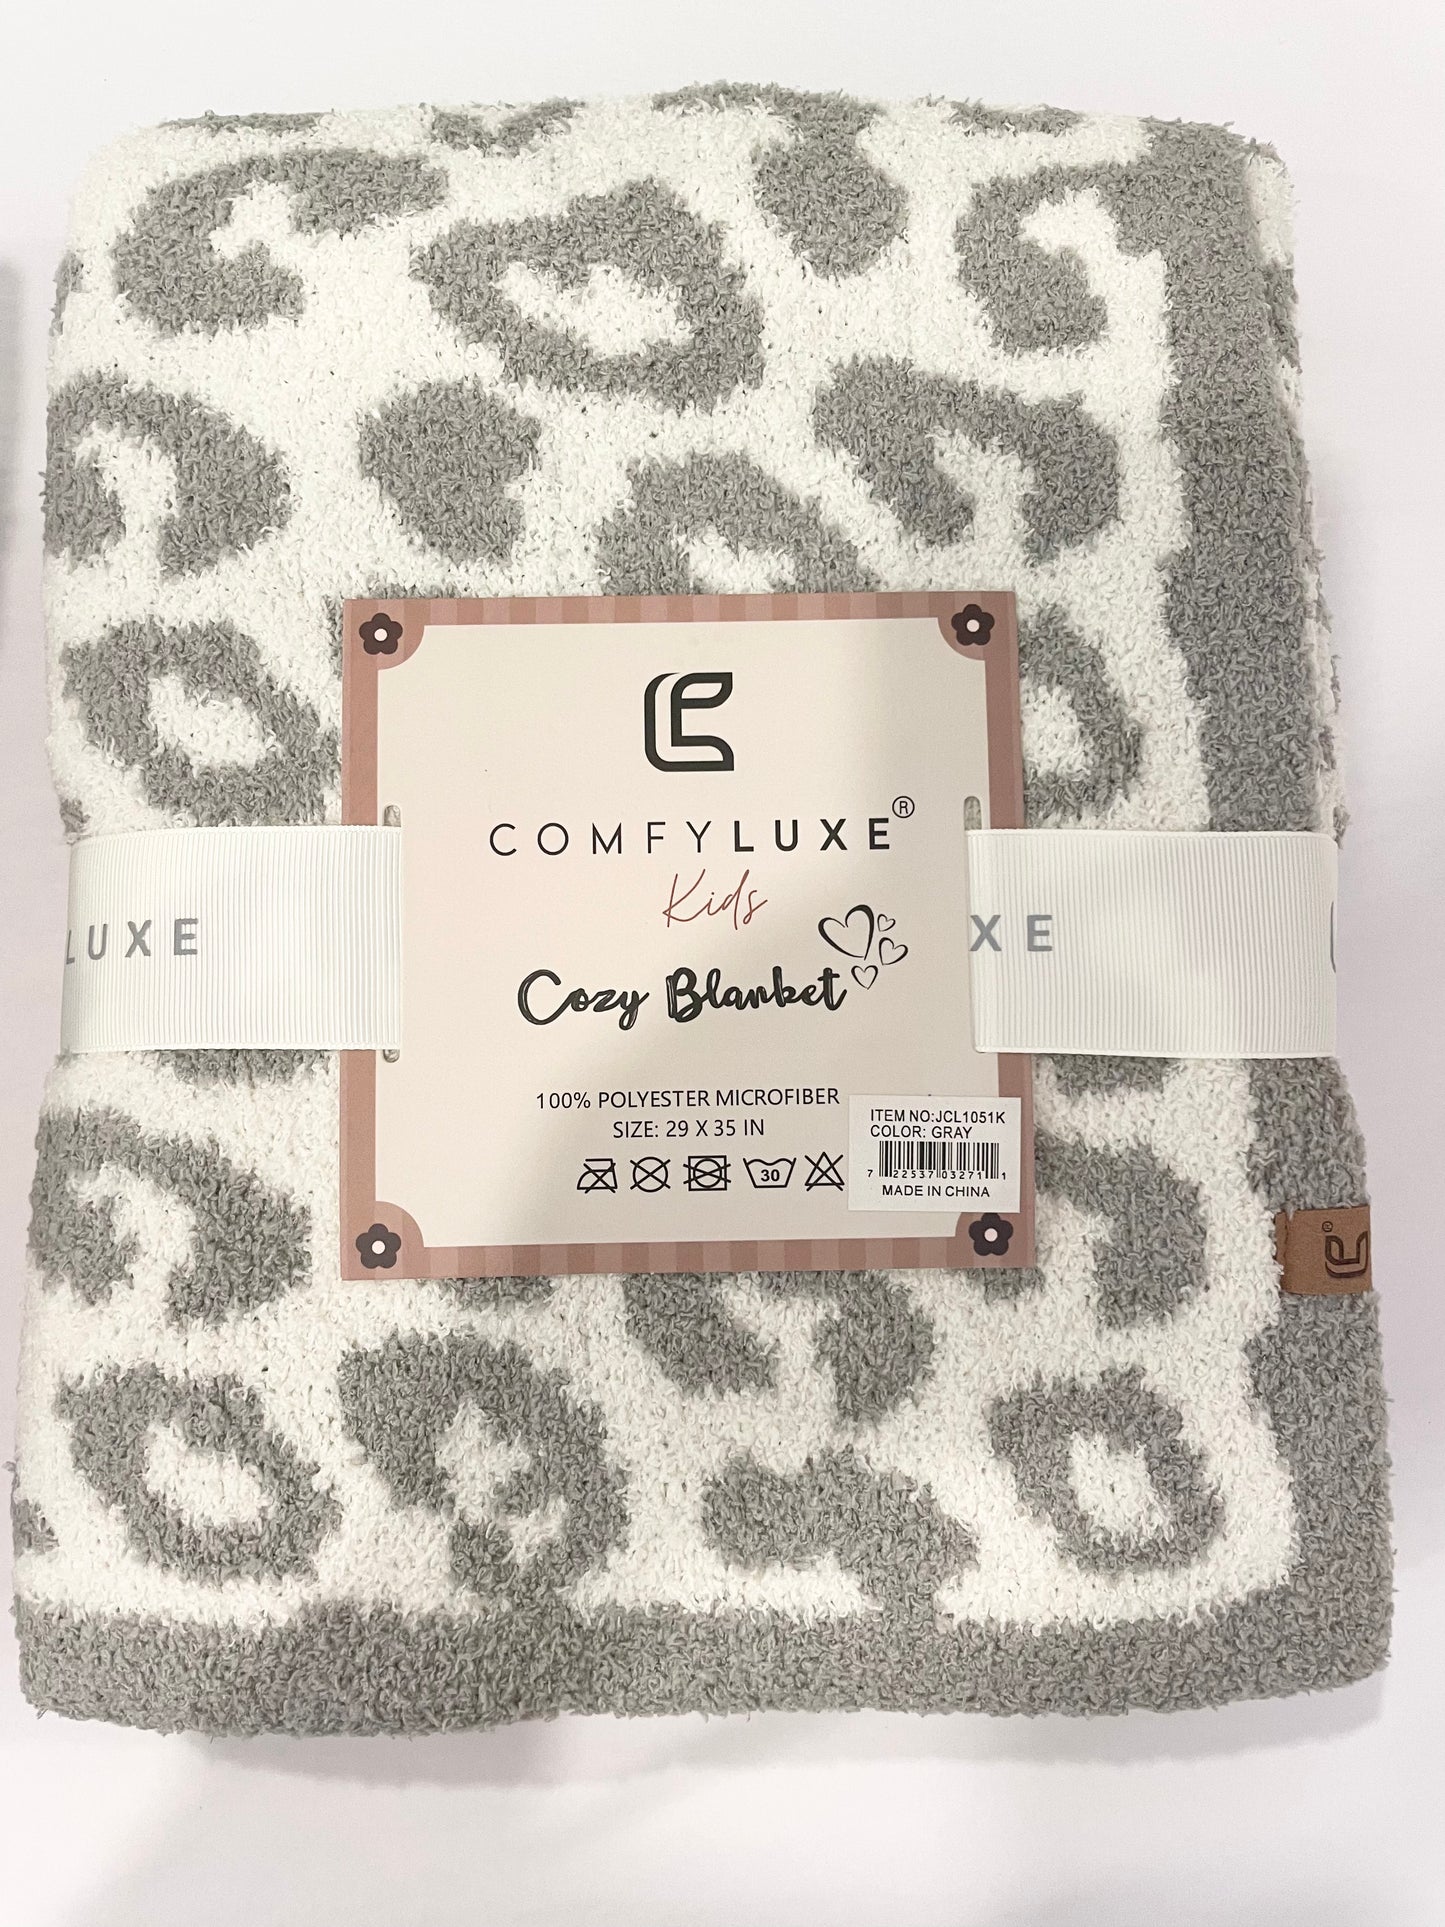 COMFYLUXE®
Kids
LUXE
XE
Cozy Blanket
100% POLYESTER MICROFIBER
SIZE: 29 X 35 IN
30
ITEM NO:JCL1051K
COLOR: GRAY
7 22537 03271 1
MADE IN CHINA
®